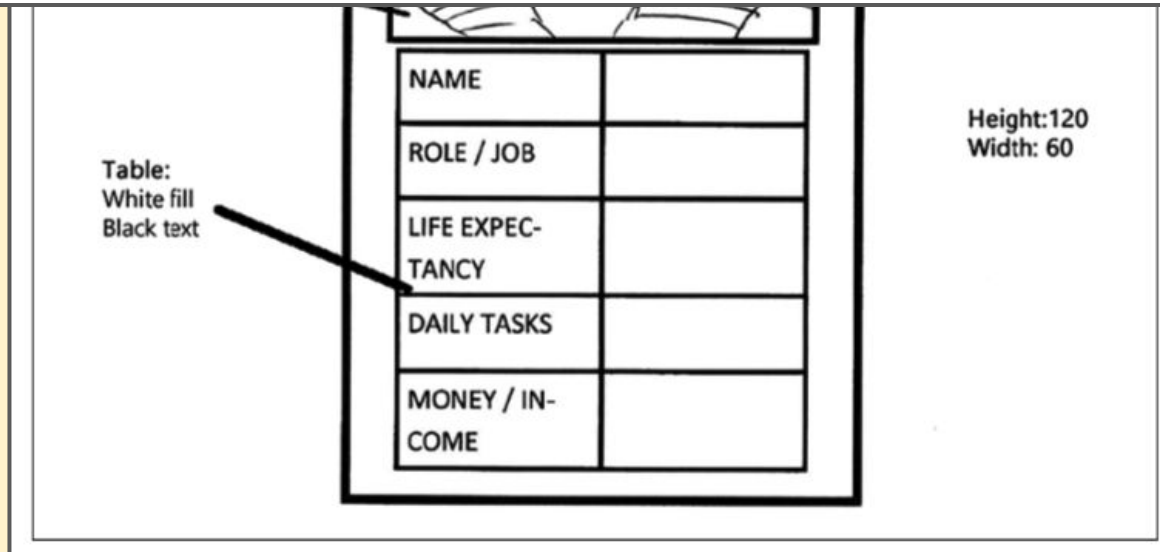 NAME
ROLE / JOB
LIFE EXPEC-
TANCY
DAILY TASKS
MONEY / IN-
COME
Table:
White fill
Black text
Height:120
Width: 60